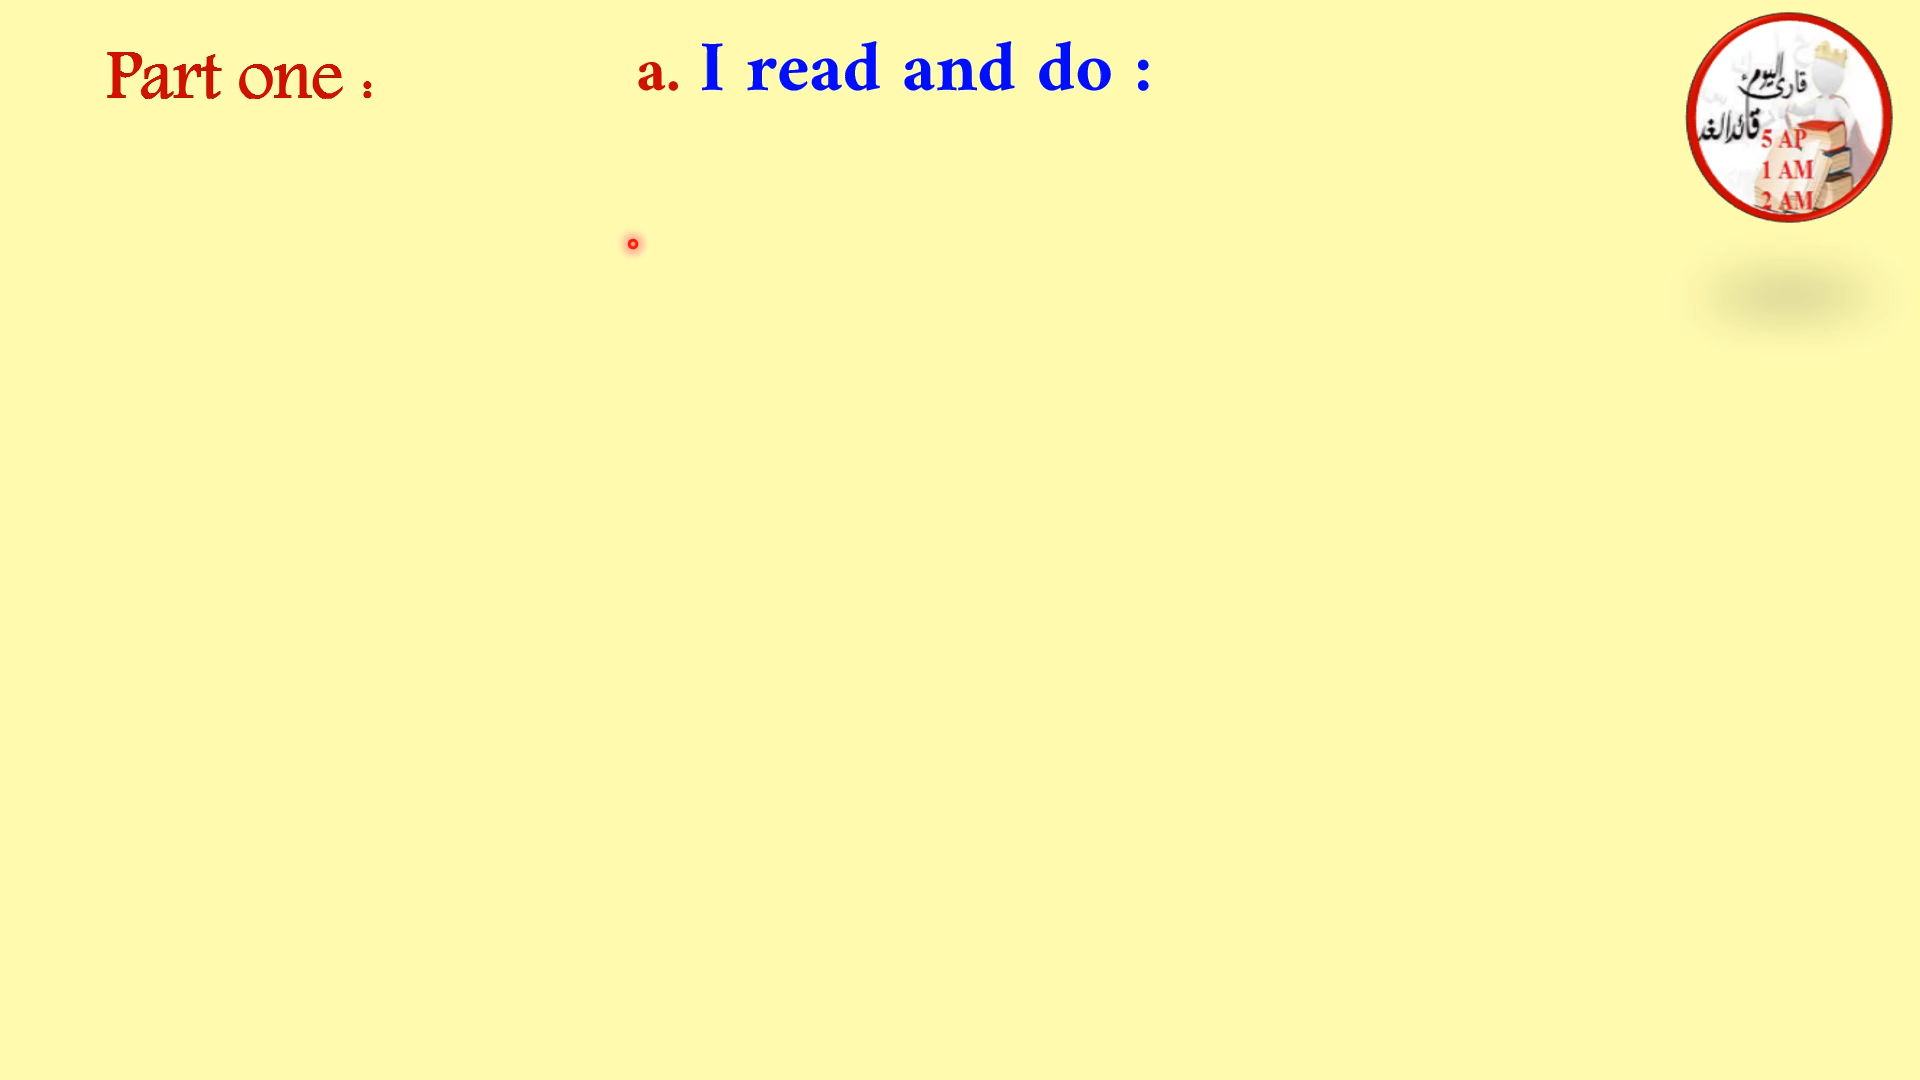 Part one :
a. I read and do :
قارئ اليوم
قائد الغد
5 AP
1 AM
2 AM